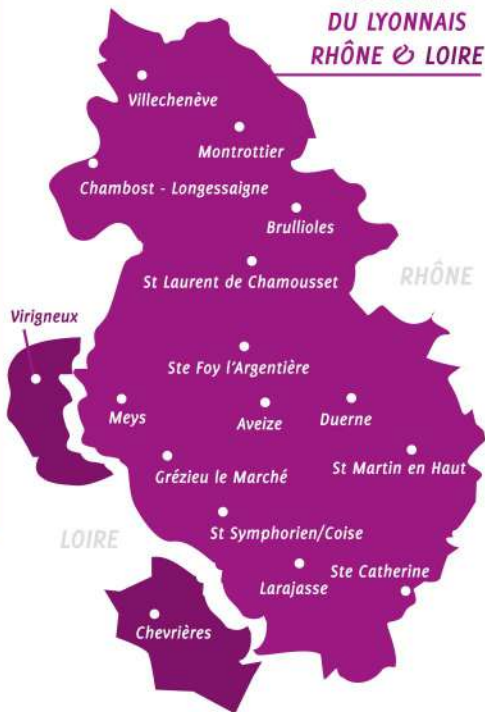 DU LYONNAIS
RHÔNE & LOIRE
Villechenève
Montrottier
Chambost - Longessaigne
Brullioles
St Laurent de Chamousset
RHÔNE
Virigneux
Ste Foy l'Argentière
Meys
Aveize
Duerne
Grézieu le Marché
St Martin en Haut
St Symphorien/Coise
LOIRE
Larajasse
Ste Catherine
Chevrières